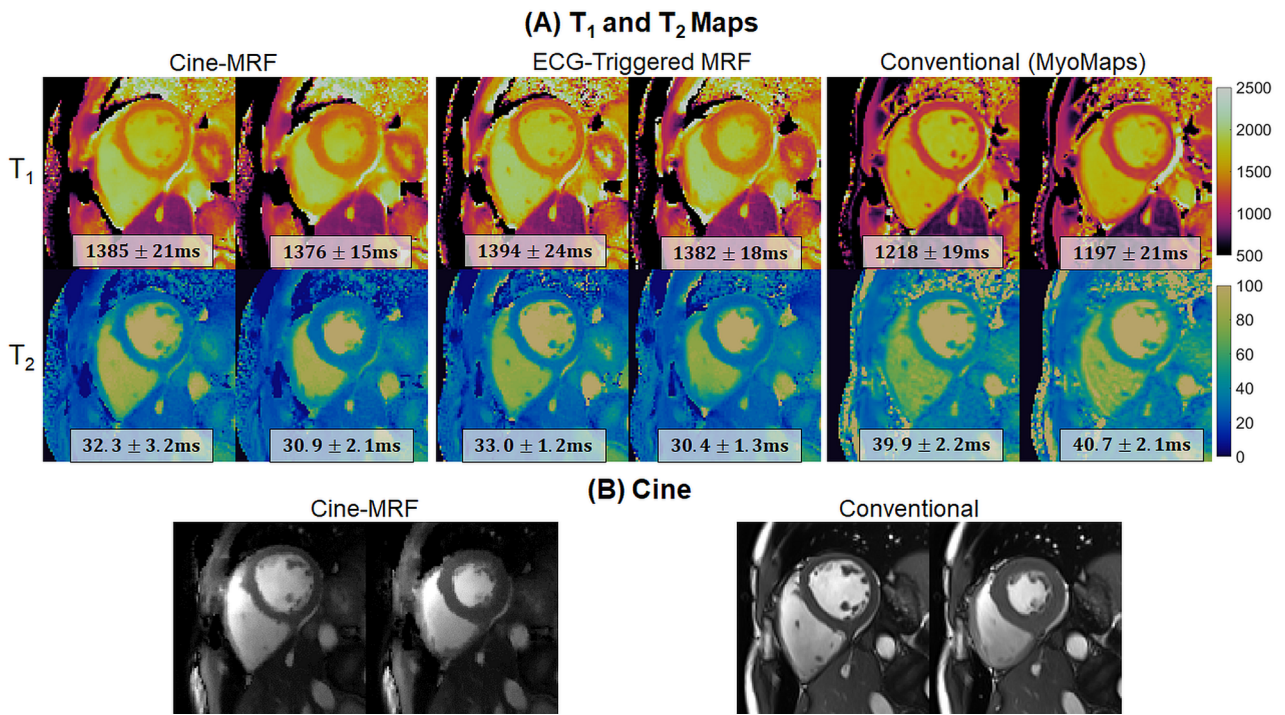 (A) T₁ and T₂ Maps
Cine-MRF
ECG-Triggered MRF
Conventional (MyoMaps)
T₁
1385 ± 21ms
1376 ± 15ms
1394 ± 24ms
1382 ± 18ms
1218 ± 19ms
1197 ± 21ms
2500
2000
1500
1000
500
T₂
32.3 ± 3.2ms
30.9 ± 2.1ms
33.0 ± 1.2ms
30.4 ± 1.3ms
39.9 ± 2.2ms
40.7 ± 2.1ms
100
80
60
40
20
0
(B) Cine
Cine-MRF
Conventional